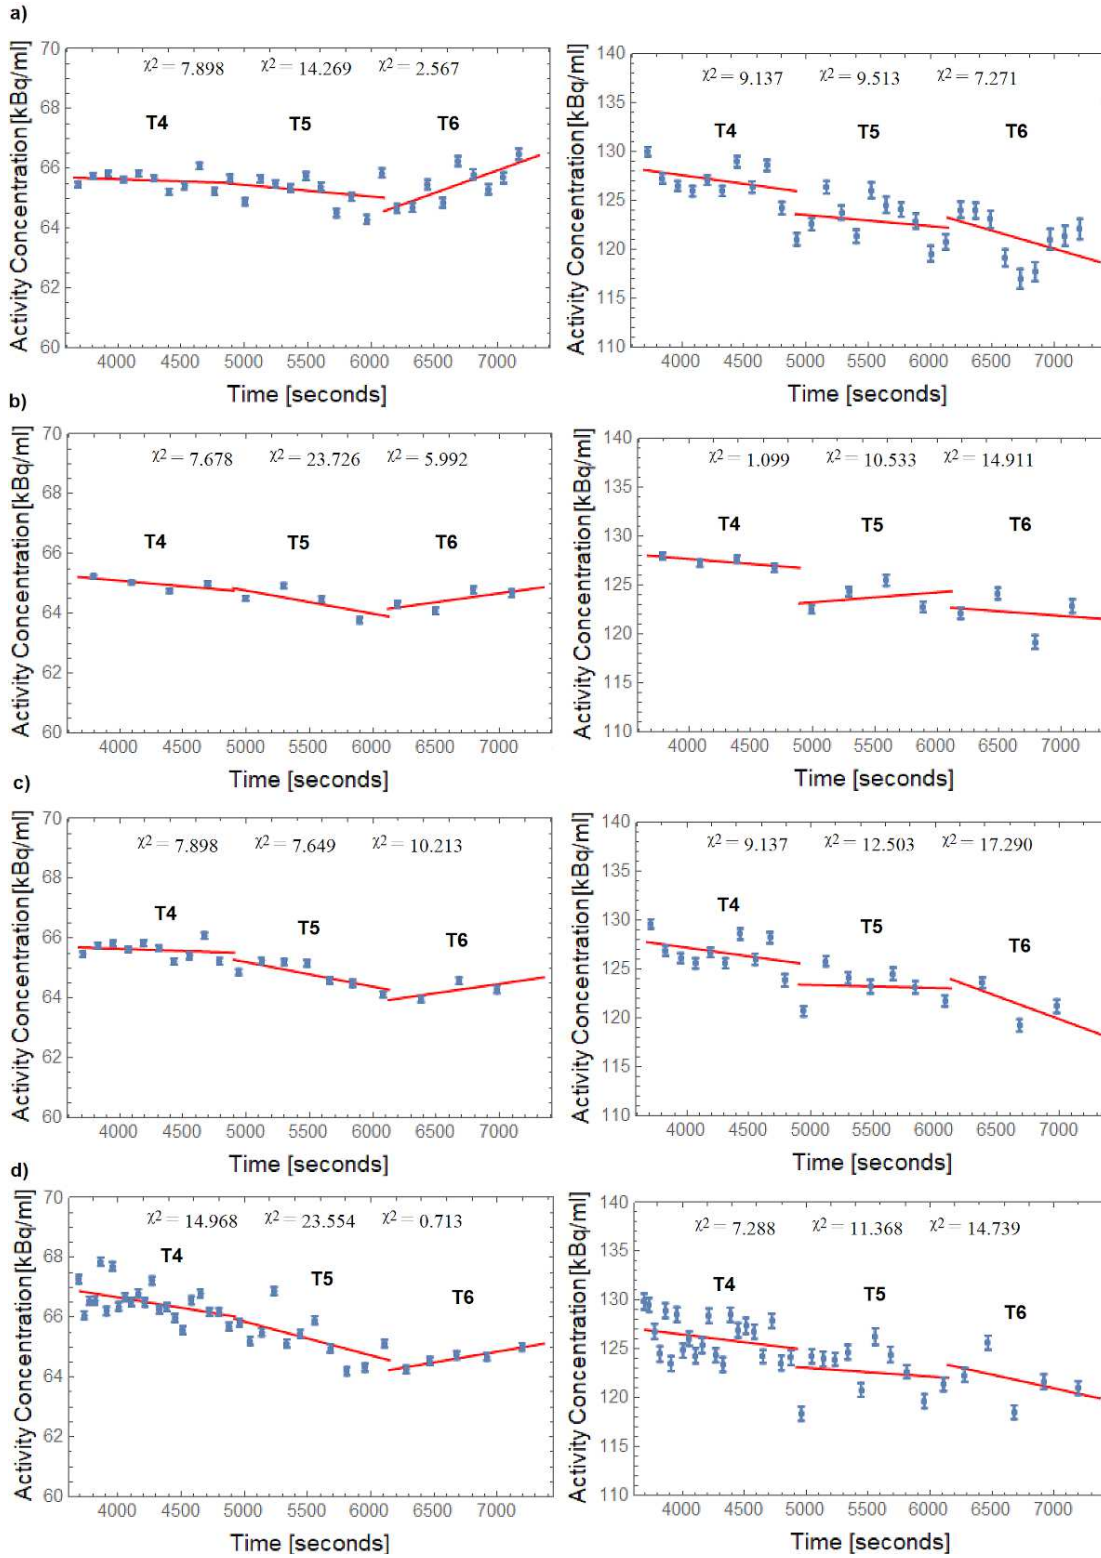 a)
χ2 = 7.898 χ2 = 14.269 χ2 = 2.567
T4 T5 T6
Activity Concentration[kBq/ml]
70
68
66
64
62
60
4000 4500 5000 5500 6000 6500 7000
Time [seconds]
χ2 = 9.137 χ2 = 9.513 χ2 = 7.271
T4 T5 T6
Activity Concentration[kBq/ml]
140
135
130
125
120
115
110
4000 4500 5000 5500 6000 6500 7000
Time [seconds]
b)
χ2 = 7.678 χ2 = 23.726 χ2 = 5.992
T4 T5 T6
Activity Concentration[kBq/ml]
70
68
66
64
62
60
4000 4500 5000 5500 6000 6500 7000
Time [seconds]
χ2 = 1.099 χ2 = 10.533 χ2 = 14.911
T4 T5 T6
Activity Concentration[kBq/ml]
140
135
130
125
120
115
110
4000 4500 5000 5500 6000 6500 7000
Time [seconds]
c)
χ2 = 7.898 χ2 = 7.649 χ2 = 10.213
T4 T5 T6
Activity Concentration[kBq/ml]
70
68
66
64
62
60
4000 4500 5000 5500 6000 6500 7000
Time [seconds]
χ2 = 9.137 χ2 = 12.503 χ2 = 17.290
T4 T5 T6
Activity Concentration[kBq/ml]
140
135
130
125
120
115
110
4000 4500 5000 5500 6000 6500 7000
Time [seconds]
d)
χ2 = 14.968 χ2 = 23.554 χ2 = 0.713
T4 T5 T6
Activity Concentration[kBq/ml]
70
68
66
64
62
60
4000 4500 5000 5500 6000 6500 7000
Time [seconds]
χ2 = 7.288 χ2 = 11.368 χ2 = 14.739
T4 T5 T6
Activity Concentration[kBq/ml]
140
135
130
125
120
115
110
4000 4500 5000 5500 6000 6500 7000
Time [seconds]